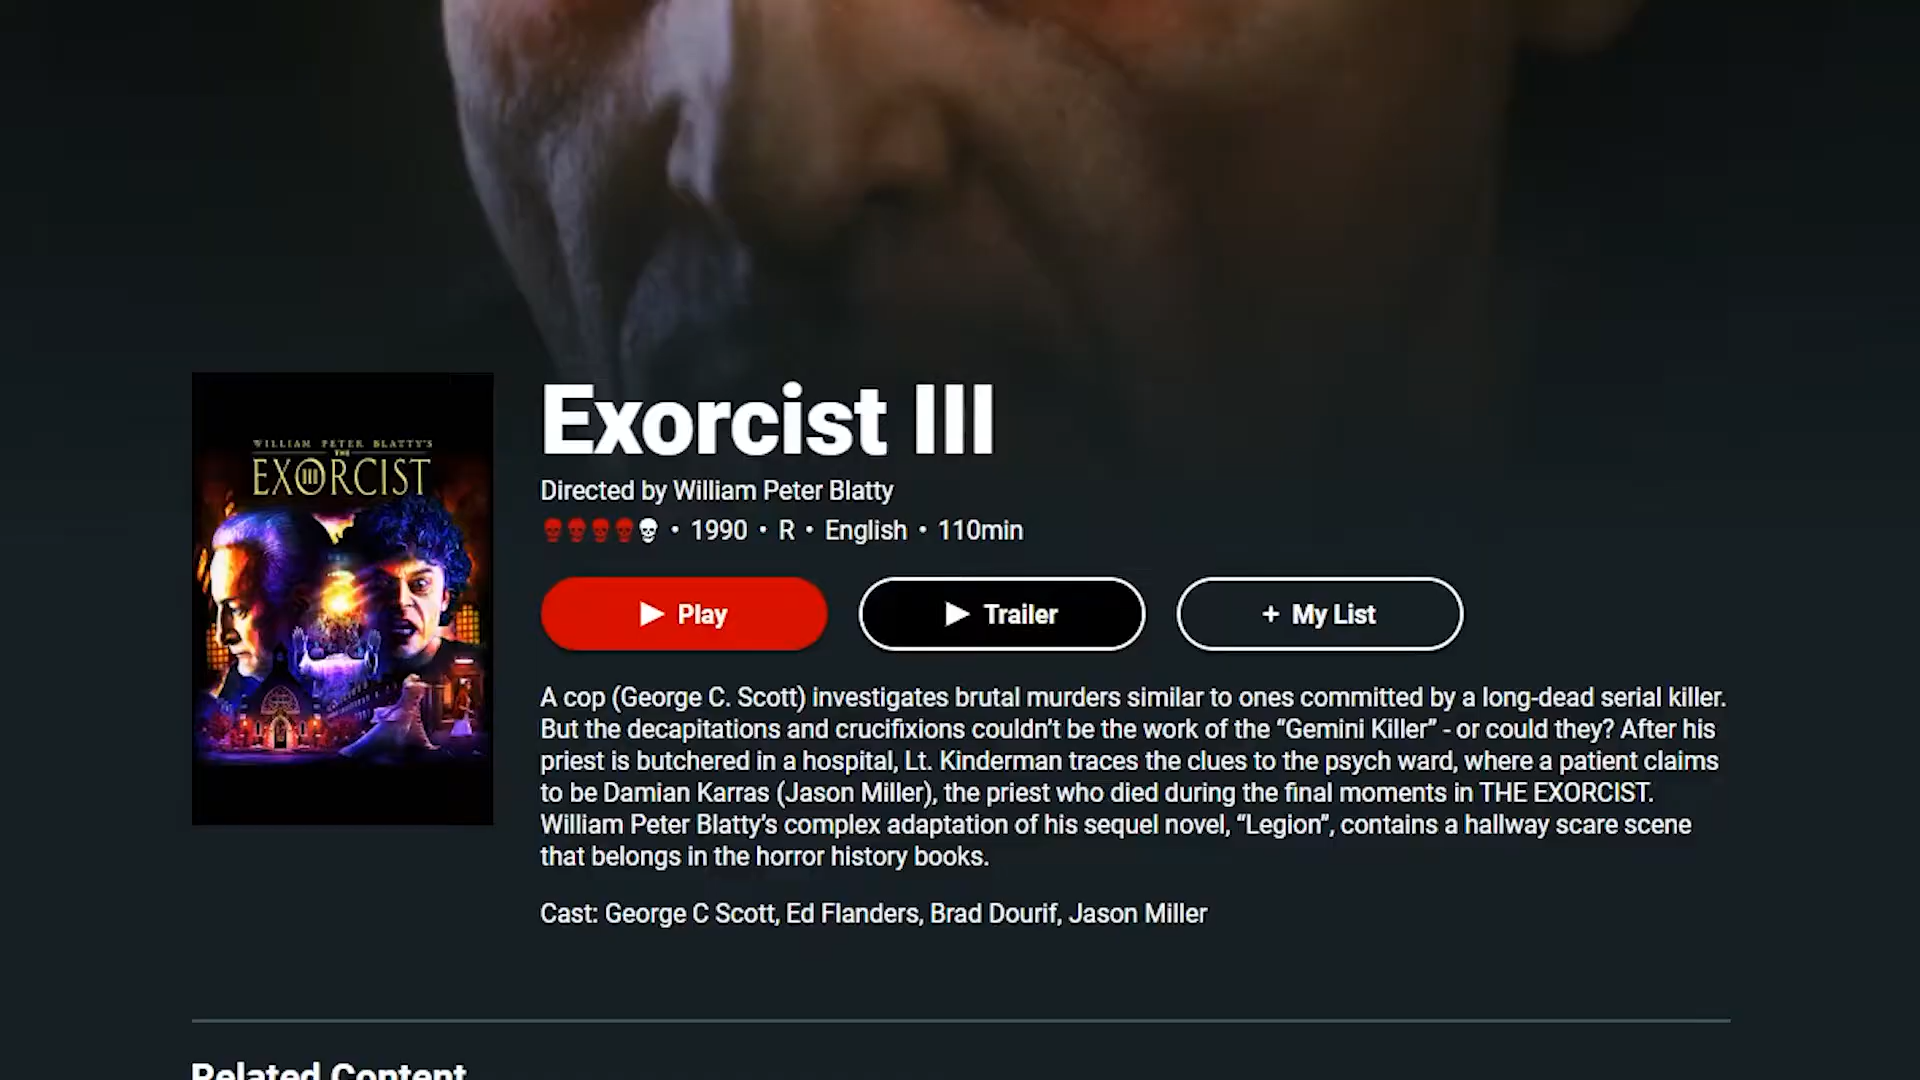 WILLIAM PETER BLATTY'S
THE
EXORCIST
III
Exorcist III
Directed by William Peter Blatty
• 1990 • R • English • 110min
Play
Trailer
+ My List
A cop (George C. Scott) investigates brutal murders similar to ones committed by a long-dead serial killer.
But the decapitations and crucifixions couldn’t be the work of the “Gemini Killer” - or could they? After his
priest is butchered in a hospital, Lt. Kinderman traces the clues to the psych ward, where a patient claims
to be Damian Karras (Jason Miller), the priest who died during the final moments in THE EXORCIST.
William Peter Blatty’s complex adaptation of his sequel novel, “Legion”, contains a hallway scare scene
that belongs in the horror history books.
Cast: George C Scott, Ed Flanders, Brad Dourif, Jason Miller
Related Content